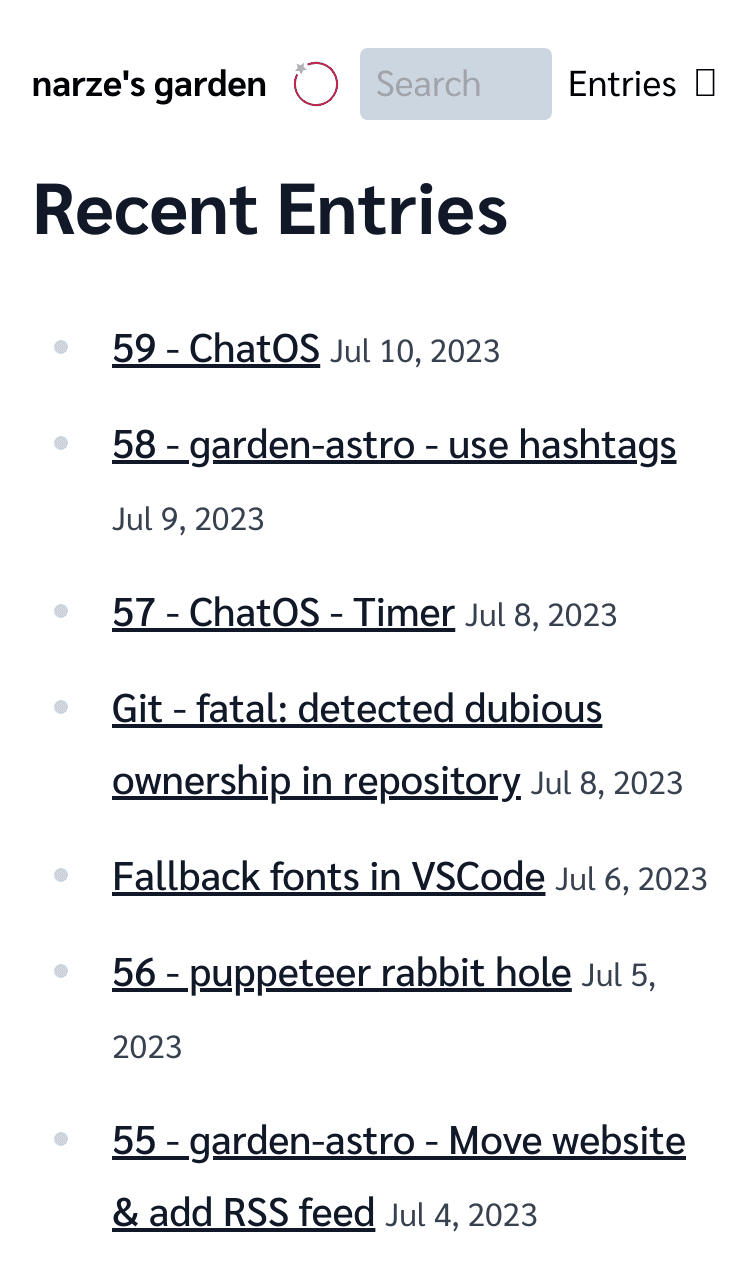 narze's garden Search Entries
Recent Entries
59 - ChatOS Jul 10, 2023
58 - garden-astro - use hashtags
Jul 9, 2023
57 - ChatOS - Timer Jul 8, 2023
Git - fatal: detected dubious
ownership in repository Jul 8, 2023
Fallback fonts in VSCode Jul 6, 2023
56 - puppeteer rabbit hole Jul 5,
2023
55 - garden-astro - Move website
& add RSS feed Jul 4, 2023